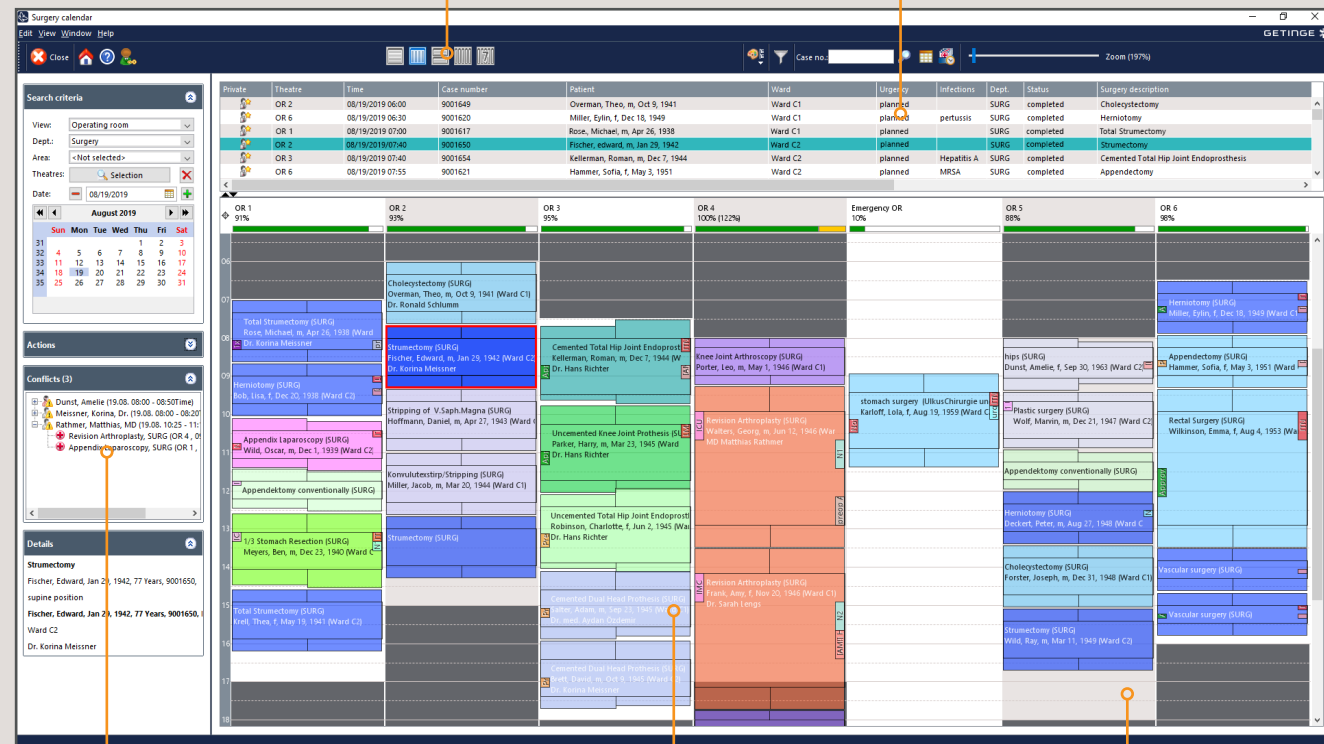 Surgery calendar
Edit View Window Help
GETINGE
Close
Case no.:
Zoom (197%)
Search criteria
View: Operating room
Dept.: Surgery
Area: <Not selected>
Theatres: Selection
Date: 08/19/2019
August 2019
Sun Mon Tue Wed Thu Fri Sat
31 1 2 3
32 4 5 6 7 8 9 10
33 11 12 13 14 15 16 17
34 18 19 20 21 22 23 24
35 25 26 27 28 29 30 31
Actions
Conflicts (3)
Dunst, Amelie (19.08. 08:00 - 08:50Time)
Meissner, Korina, Dr. (19.08. 08:00 - 08:20
Rathmer, Matthias, MD (19.08. 10:25 - 11:
Revision Arthroplasty, SURG (OR 4 , 0
Appendix Laparoscopy, SURG (OR 1 ,
Details
Strumectomy
Fischer, Edward, Jan 29, 1942, 77 Years, 9001650,
supine position
Fischer, Edward, Jan 29, 1942, 77 Years, 9001650,
Ward C2
Dr. Korina Meissner
Private Theatre Time Case number Patient Ward Urgency Infections Dept. Status Surgery description
OR 2 08/19/2019 06:00 9001649 Overman, Theo, m, Oct 9, 1941 Ward C1 planned SURG completed Cholecystectomy
OR 6 08/19/2019 06:30 9001620 Miller, Eylin, f, Dec 18, 1949 Ward C1 planned pertussis SURG completed Herniotomy
OR 1 08/19/2019 07:00 9001617 Rose,, Michael, m, Apr 26, 1938 Ward C1 planned SURG completed Total Strumectomy
OR 2 08/19/2019/07:40 9001650 Fischer, edward, m, Jan 29, 1942 Ward C2 planned SURG completed Strumectomy
OR 3 08/19/2019 07:40 9001654 Kellerman, Roman, m, Dec 7, 1944 Ward C2 planned Hepatitis A SURG completed Cemented Total Hip Joint Endoprosthesis
OR 6 08/19/2019 07:55 9001621 Hammer, Sofia, f, May 3, 1951 Ward C2 planned MRSA SURG completed Appendectomy
OR 1
91%
OR 2
93%
OR 3
95%
OR 4
100% (122%)
Emergency OR
10%
OR 5
88%
OR 6
98%
06
07
08
09
10
11
12
13
14
15
16
17
18
Total Strumectomy (SURG)
Rose, Michael, m, Apr 26, 1938 (Ward
Dr. Korina Meissner
Herniotomy (SURG)
Bob, Lisa, f, Dec 20, 1938 (Ward C2)
Appendix Laparoscopy (SURG)
Wild, Oscar, m, Dec 1, 1939 (Ward C2)
Appendektomy conventionally (SURG)
1/3 Stomach Resection (SURG)
Meyers, Ben, m, Dec 23, 1940 (Ward C
Total Strumectomy (SURG)
Krell, Thea, f, May 19, 1941 (Ward C2)
Cholecystectomy (SURG)
Overman, Theo, m, Oct 9, 1941 (Ward C1)
Dr. Ronald Schlumm
Strumectomy (SURG)
Fischer, Edward, m, Jan 29, 1942 (Ward C2
Dr. Korina Meissner
Stripping of V.Saph.Magna (SURG)
Hoffmann, Daniel, m, Apr 27, 1943 (Ward
Konvulutexstirp/Stripping (SURG)
Miller, Jacob, m, Mar 20, 1944 (Ward C1)
Strumectomy (SURG)
Cemented Total Hip Joint Endoprost
Kellerman, Roman, m, Dec 7, 1944 (W
Dr. Hans Richter
Uncemented Knee Joint Prothesis (SU
Parker, Harry, m, Mar 23, 1945 (Ward
Dr. Hans Richter
Uncemented Total Hip Joint Endoprosti
Robinson, Charlotte, f, Jun 2, 1945 (Wa
Dr. Hans Richter
Cemented Dual Head Prothesis (SURG)
Salter, Adam, m, Sep 23, 1945 (Ward
Dr. med. Aydan Özdemir
Cemented Dual Head Prothesis (SURG)
Brett, David, m, Oct 9, 1945 (Ward C2)
Dr. Korina Meissner
Knee Joint Arthroscopy (SURG)
Porter, Leo, m, May 1, 1946 (Ward C1)
Revision Arthroplasty (SURG)
Walters, Georg, m, Jun 12, 1946 (War
MD Matthias Rathmer
ICU
N1
Revision Arthroplasty (SURG)
Frank, Amy, f, Nov 20, 1946 (Ward C1)
Dr. Sarah Lengs
IMC
N2
stomach surgery (UlkusChirurgie un
Karloff, Lola, f, Aug 19, 1959 (Ward C
hips (SURG)
Dunst, Amelie, f, Sep 30, 1963 (Ward C2)
Plastic surgery (SURG)
Wolf, Marvin, m, Dec 21, 1947 (Ward C2)
Appendektomy conventionally (SURG)
Herniotomy (SURG)
Deckert, Peter, m, Aug 27, 1948 (Ward C
Cholecystectomy (SURG)
Forster, Joseph, m, Dec 31, 1948 (Ward C1)
Strumectomy (SURG)
Wild, Ray, m, Mar 11, 1949 (Ward C2)
Herniotomy (SURG)
Miller, Eylin, f, Dec 18, 1949 (Ward C1
Appendectomy (SURG)
Hammer, Sofia, f, May 3, 1951 (Ward
Rectal Surgery (SURG)
Wilkinson, Emma, f, Aug 4, 1953 (Wa
Vascular surgery (SURG)
Vascular surgery (SURG)